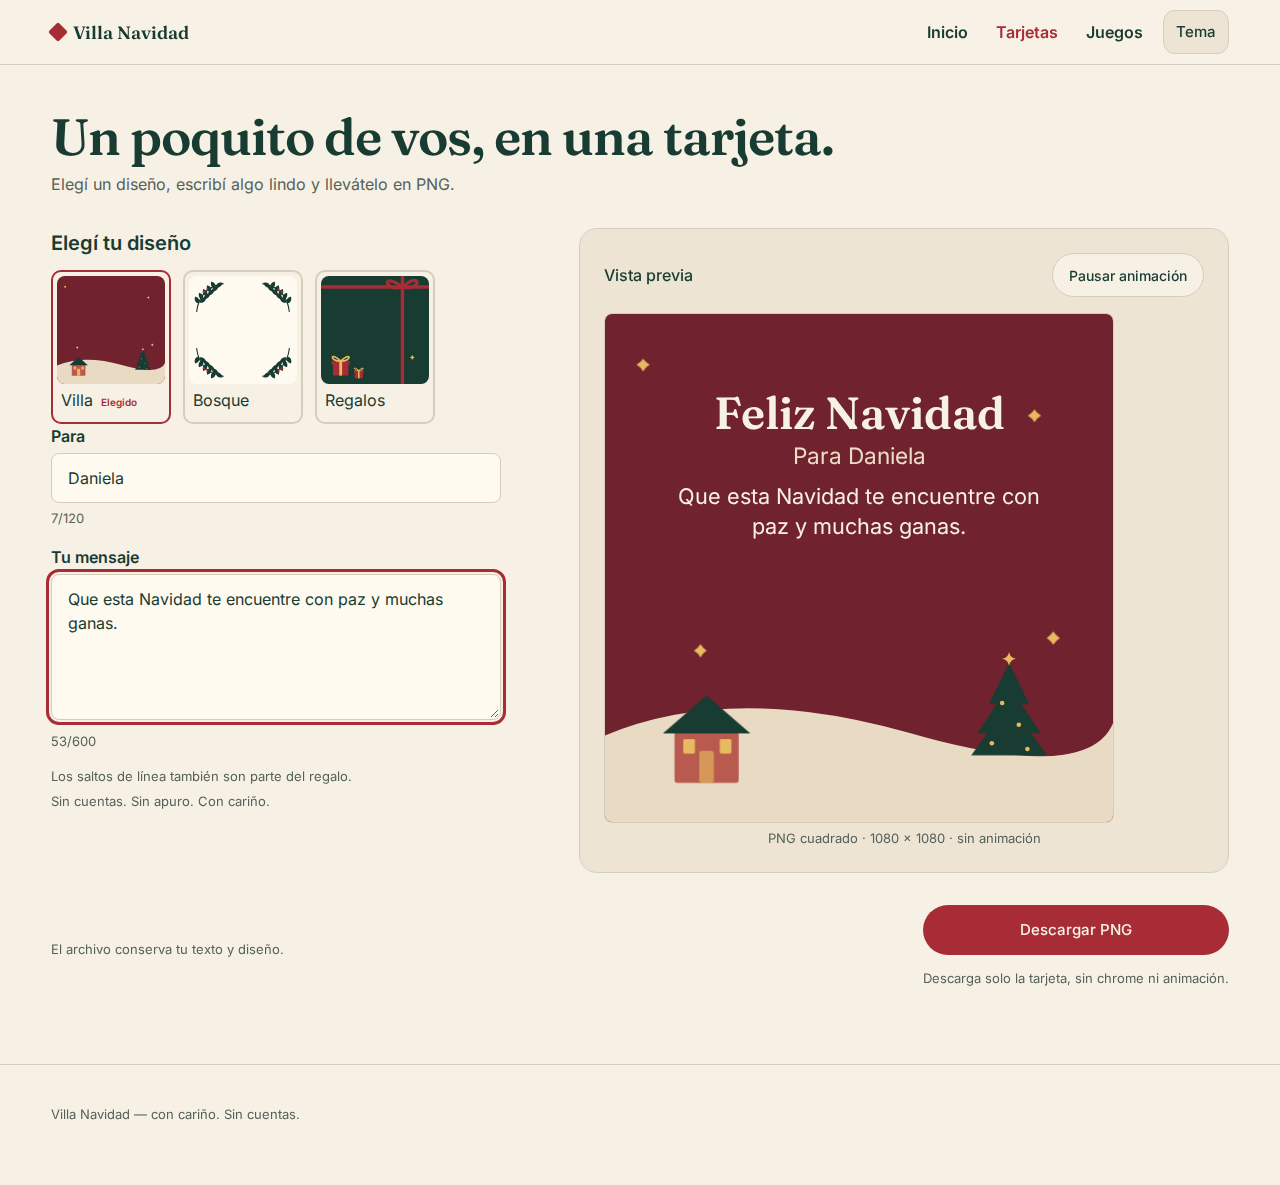 Villa Navidad
Inicio
Tarjetas
Juegos
Tema
Un poquito de vos, en una tarjeta.
Elegí un diseño, escribí algo lindo y llevátelo en PNG.
Elegí tu diseño
Villa Elegido
Bosque
Regalos
Para
Daniela
7/120
Tu mensaje
Que esta Navidad te encuentre con paz y muchas
ganas.
53/600
Los saltos de línea también son parte del regalo.
Sin cuentas. Sin apuro. Con cariño.
Vista previa
Pausar animación
Feliz Navidad
Para Daniela
Que esta Navidad te encuentre con
paz y muchas ganas.
PNG cuadrado · 1080 × 1080 · sin animación
El archivo conserva tu texto y diseño.
Descargar PNG
Descarga solo la tarjeta, sin chrome ni animación.
Villa Navidad — con cariño. Sin cuentas.